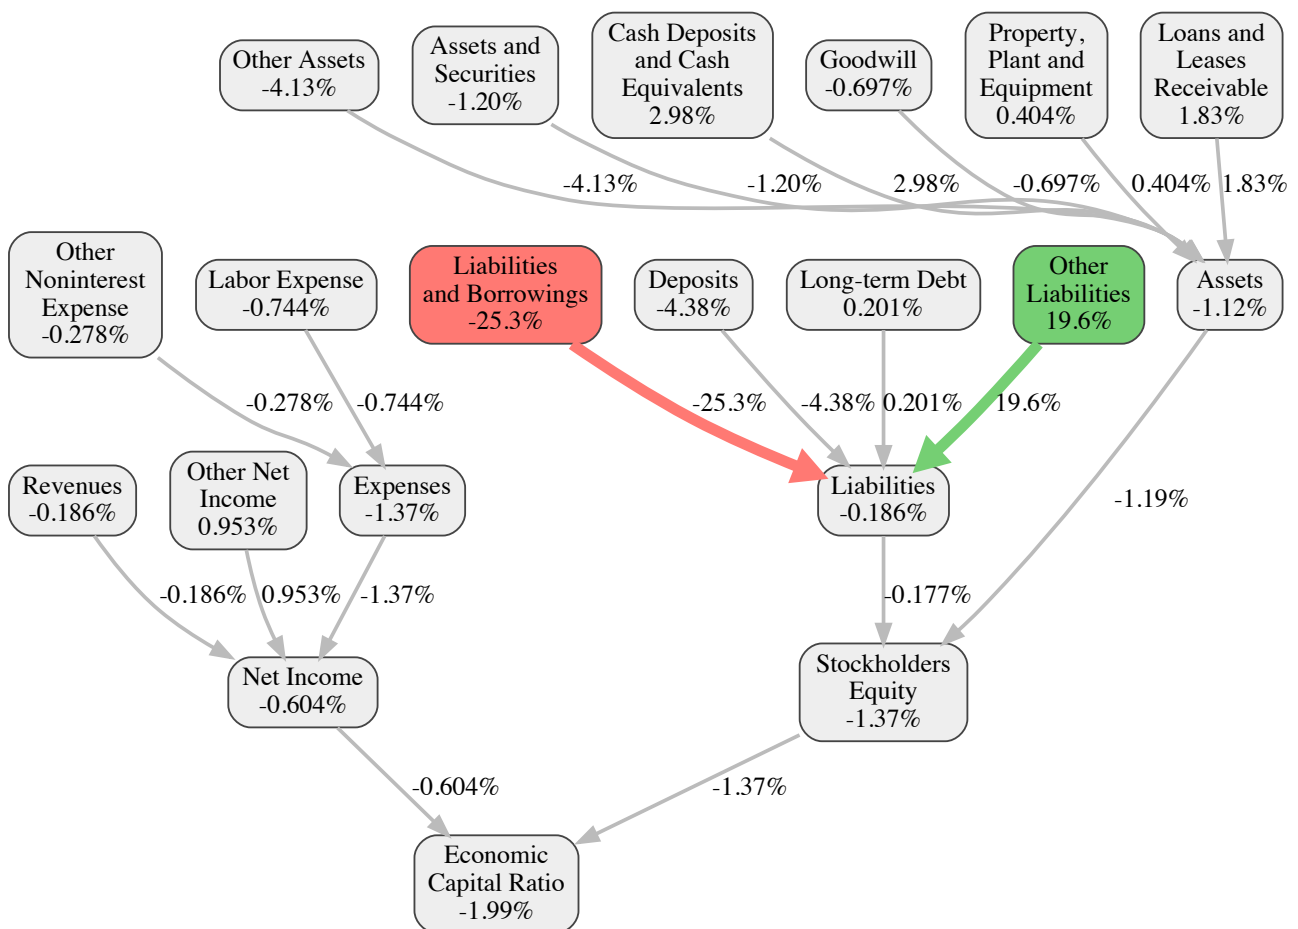 Other Assets
-4.13%
Assets and
Securities
-1.20%
Cash Deposits
and Cash
Equivalents
2.98%
Goodwill
-0.697%
Property,
Plant and
Equipment
0.404%
Loans and
Leases
Receivable
1.83%
-4.13%
-1.20%
2.98%
-0.697%
0.404%
1.83%
Other
Noninterest
Expense
-0.278%
Labor Expense
-0.744%
Liabilities
and Borrowings
-25.3%
Deposits
-4.38%
Long-term Debt
0.201%
Other
Liabilities
19.6%
Assets
-1.12%
-0.278%
-0.744%
-25.3%
-4.38%
0.201%
19.6%
Revenues
-0.186%
Other Net
Income
0.953%
Expenses
-1.37%
Liabilities
-0.186%
-1.19%
-0.186%
0.953%
-1.37%
-0.177%
Net Income
-0.604%
Stockholders
Equity
-1.37%
-0.604%
-1.37%
Economic
Capital Ratio
-1.99%